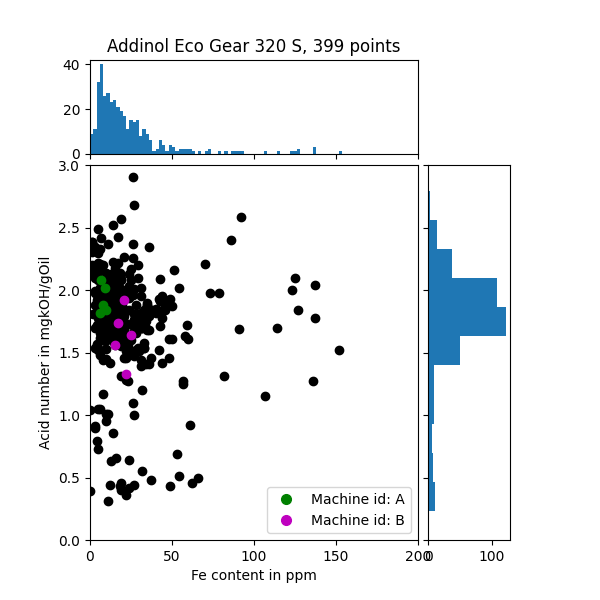 Addinol Eco Gear 320 S, 399 points
40
20
0
3.0
2.5
2.0
1.5
1.0
0.5
0.0
Acid number in mgKOH/gOil
Machine id: A
Machine id: B
0 50 100 150 200 0 100
Fe content in ppm